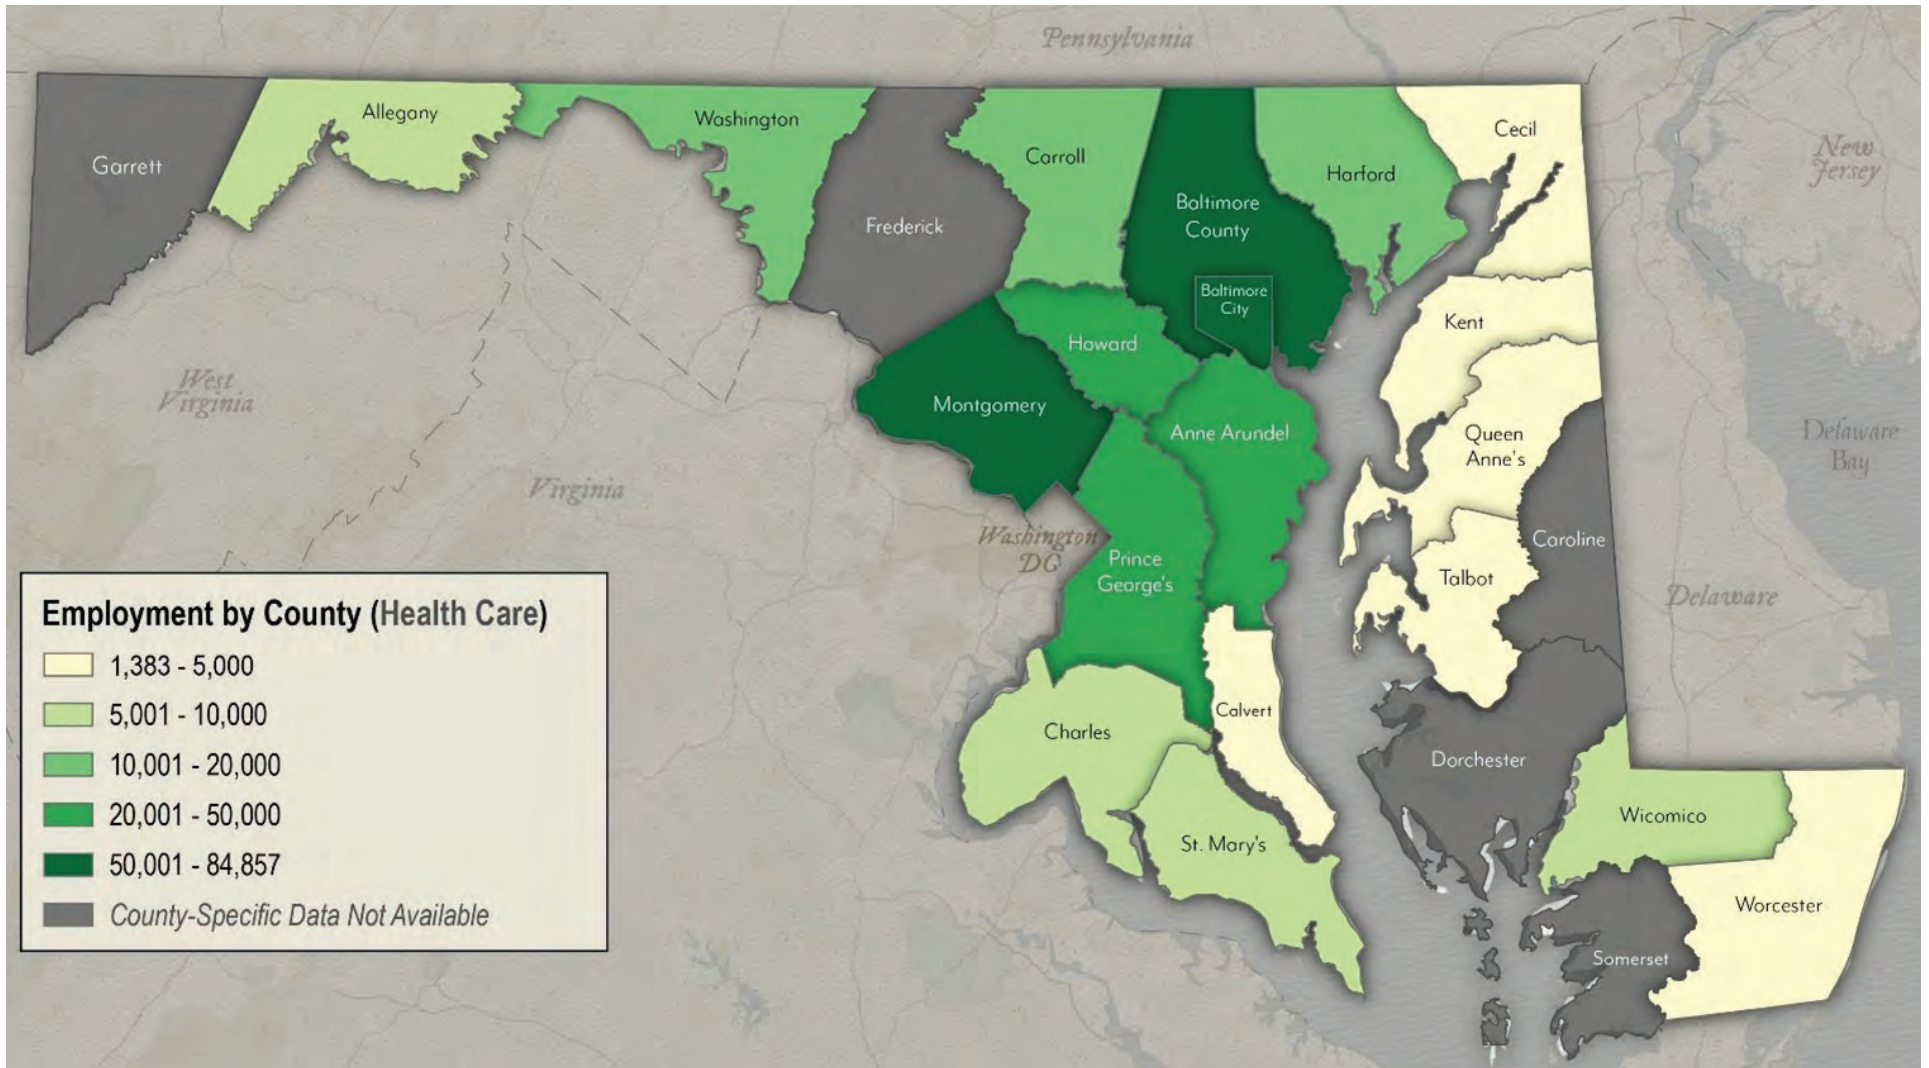 Pennsylvania
Allegany
Washington
Carroll
Cecil
Garrett
Harford
New
Jersey
Frederick
Baltimore
County
Baltimore
City
Kent
Howard
West
Virginia
Montgomery
Anne Arundel
Queen
Anne's
Delaware
Bay
Virginia
Washington
DC
Prince
George's
Caroline
Talbot
Delaware
Calvert
Charles
Dorchester
Wicomico
St. Mary's
Worcester
Somerset
Employment by County (Health Care)
1,383 - 5,000
5,001 - 10,000
10,001 - 20,000
20,001 - 50,000
50,001 - 84,857
County-Specific Data Not Available